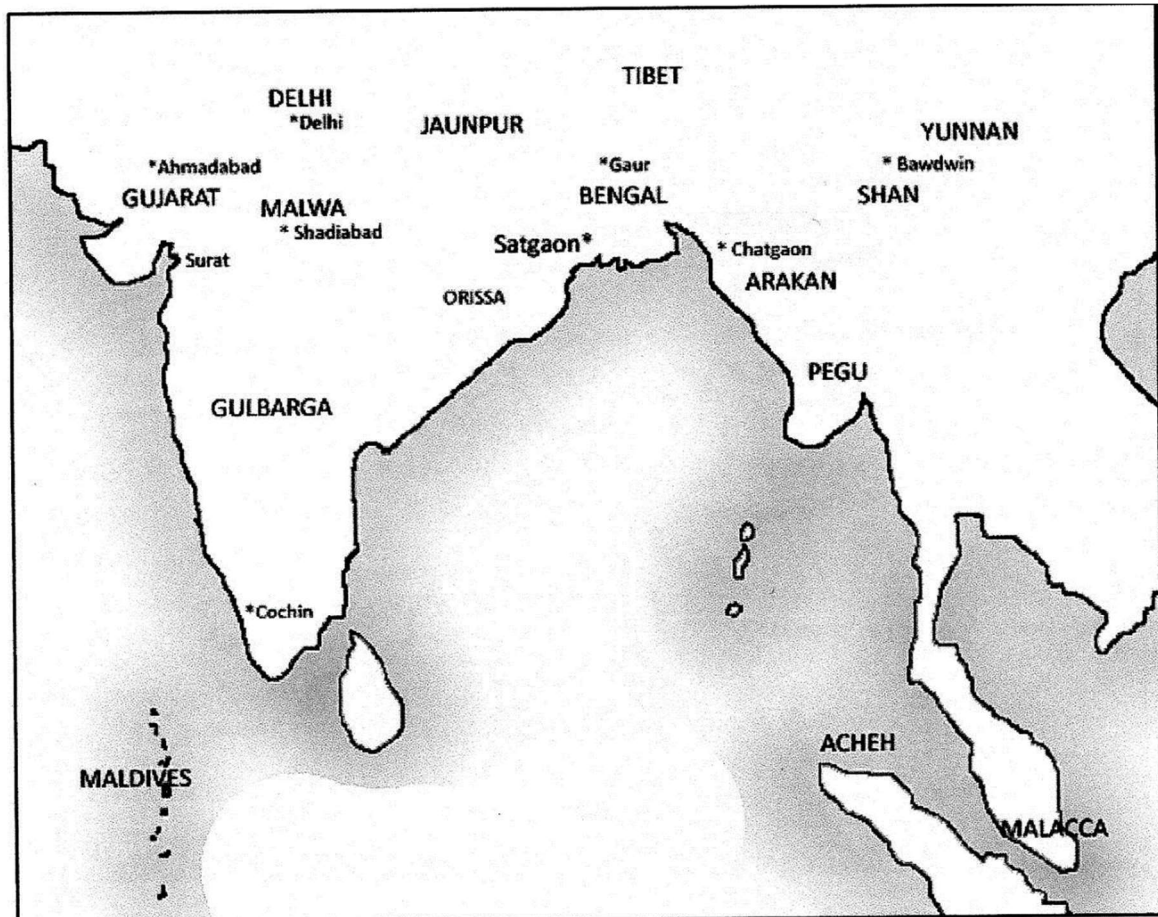 TIBET
DELHI
*Delhi
JAUNPUR
YUNNAN
*Ahmadabad
*Gaur
* Bawdwin
GUJARAT
MALWA
BENGAL
SHAN
* Shadiabad
Satgaon*
* Chatgaon
Surat
ORISSA
ARAKAN
PEGU
GULBARGA
*Cochin
ACHEH
MALDIVES
MALACCA